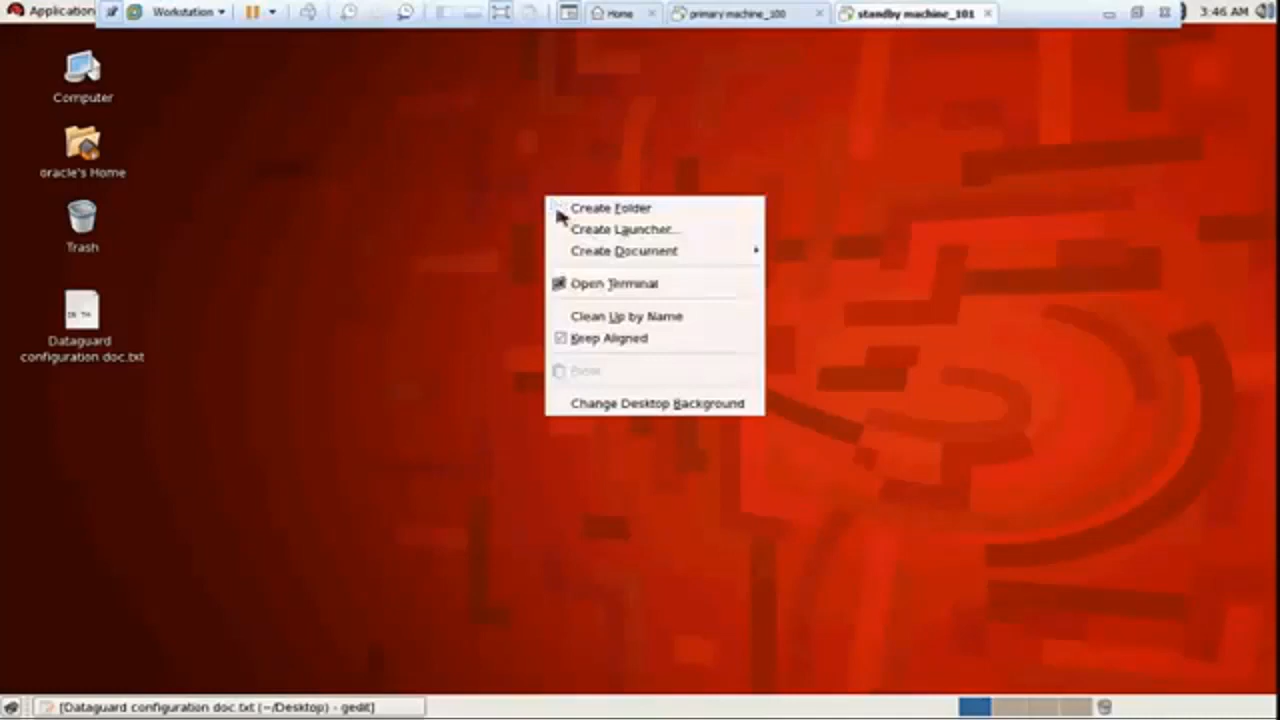 Application
Workstation
Home
primary machine_100
standby machine_101
3:46 AM
Computer
oracle's Home
Trash
Dataguard
configuration doc.txt
Create Folder
Create Launcher...
Create Document
Open Terminal
Clean Up by Name
Keep Aligned
Paste
Change Desktop Background
[Dataguard configuration doc.txt (~/Desktop) - gedit]